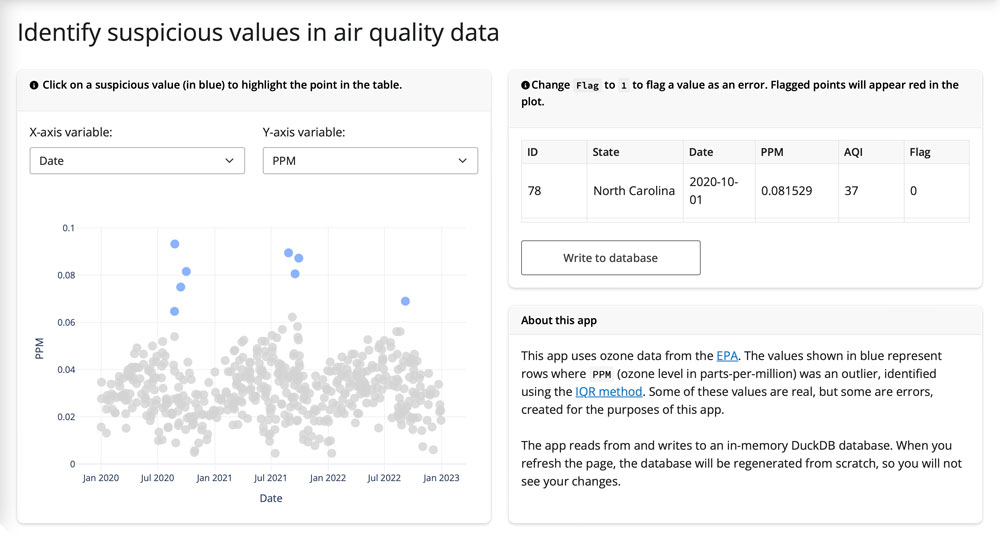 Identify suspicious values in air quality data
Click on a suspicious value (in blue) to highlight the point in the table.
X-axis variable:
Y-axis variable:
Date
PPM
0.1
0.08
0.06
0.04
0.02
0
PPM
Jan 2020
Jul 2020
Jan 2021
Jul 2021
Jan 2022
Jul 2022
Jan 2023
Date
Change Flag to 1 to flag a value as an error. Flagged points will appear red in the
plot.
ID State Date PPM AQI Flag
78 North Carolina 2020-10-
01 0.081529 37 0
Write to database
About this app
This app uses ozone data from the EPA. The values shown in blue represent
rows where PPM (ozone level in parts-per-million) was an outlier, identified
using the IQR method. Some of these values are real, but some are errors,
created for the purposes of this app.
The app reads from and writes to an in-memory DuckDB database. When you
refresh the page, the database will be regenerated from scratch, so you will not
see your changes.